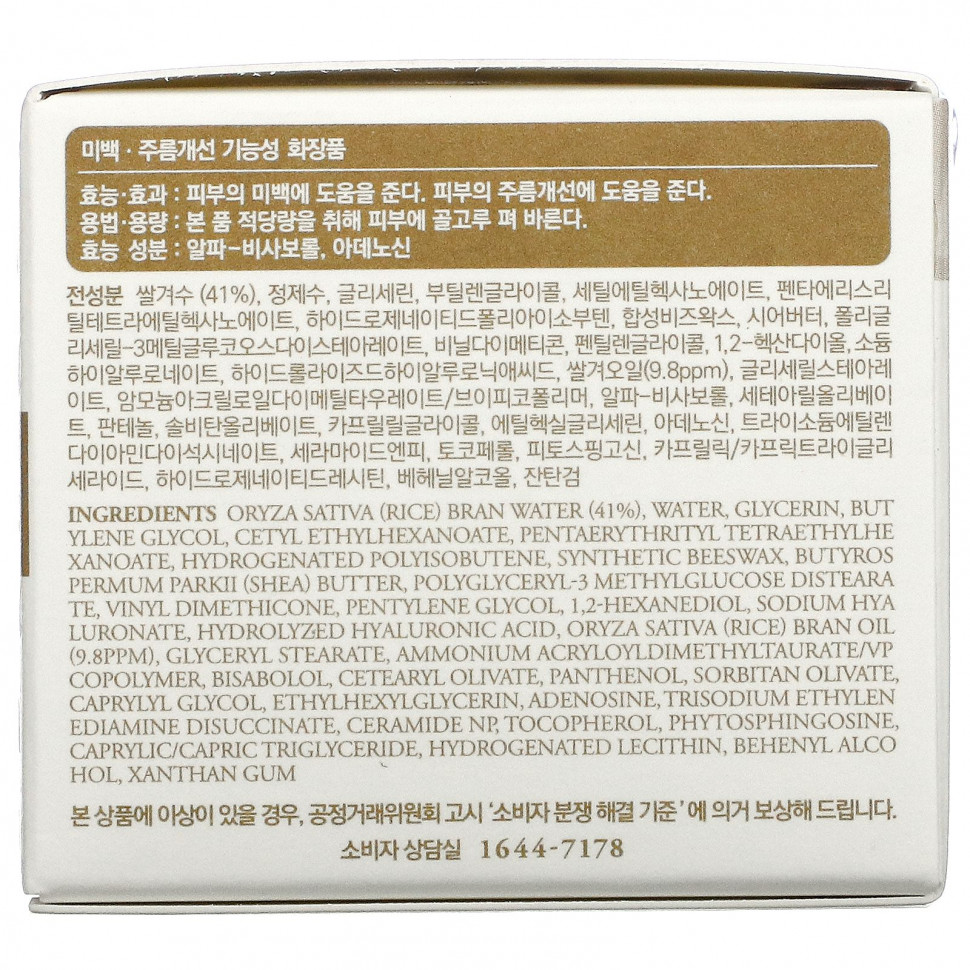 미백·주름개선 기능성 화장품
효능·효과 : 피부의 미백에 도움을 준다. 피부의 주름개선에 도움을 준다.
용법·용량 : 본 품 적당량을 취해 피부에 골고루 펴 바른다.
효능 성분 : 알파-비사보롤, 아데노신
전성분 쌀겨수 (41%), 정제수, 글리세린, 부틸렌글라이콜, 세틸에틸헥사노에이트, 펜타에리스리
틸테트라에틸헥사노에이트, 하이드로제네이티드폴리아이소부텐, 합성비즈왁스, 시어버터, 폴리글
리세릴-3메틸글루코오스다이스테아레이트, 비닐다이메티콘, 펜틸렌글라이콜, 1,2-헥산다이올, 소듐
하이알루로네이트, 하이드롤라이즈드하이알루로닉애씨드, 쌀겨오일(9.8ppm), 글리세릴스테아레
이트, 암모늄아크릴로일다이메틸타우레이트/브이피코폴리머, 알파-비사보롤, 세테아릴올리베이
트, 판테놀, 솔비탄올리베이트, 카프릴릴글라이콜, 에틸헥실글리세린, 아데노신, 트라이소듐에틸렌
다이아민다이석시네이트, 세라마이드엔피, 토코페롤, 피토스핑고신, 카프릴릭/카프릭트라이글리
세라이드, 하이드로제네이티드레시틴, 베헤닐알코올, 잔탄검
INGREDIENTS ORYZA SATIVA (RICE) BRAN WATER (41%), WATER, GLYCERIN, BUT
YLENE GLYCOL, CETYL ETHYLHEXANOATE, PENTAERYTHRITYL TETRAETHYLHE
XANOATE, HYDROGENATED POLYISOBUTENE, SYNTHETIC BEESWAX, BUTYROS
PERMUM PARKII (SHEA) BUTTER, POLYGLYCERYL-3 METHYLGLUCOSE DISTEARA
TE, VINYL DIMETHICONE, PENTYLENE GLYCOL, 1,2-HEXANEDIOL, SODIUM HYA
LURONATE, HYDROLYZED HYALURONIC ACID, ORYZA SATIVA (RICE) BRAN OIL
(9.8PPM), GLYCERYL STEARATE, AMMONIUM ACRYLOYLDIMETHYLTAURATE/VP
COPOLYMER, BISABOLOL, CETEARYL OLIVATE, PANTHENOL, SORBITAN OLIVATE,
CAPRYLYL GLYCOL, ETHYLHEXYLGLYCERIN, ADENOSINE, TRISODIUM ETHYLEN
EDIAMINE DISUCCINATE, CERAMIDE NP, TOCOPHEROL, PHYTOSPHINGOSINE,
CAPRYLIC/CAPRIC TRIGLYCERIDE, HYDROGENATED LECITHIN, BEHENYL ALCO
HOL, XANTHAN GUM
본 상품에 이상이 있을 경우, 공정거래위원회 고시 '소비자 분쟁 해결 기준'에 의거 보상해 드립니다.
소비자 상담실 1644-7178